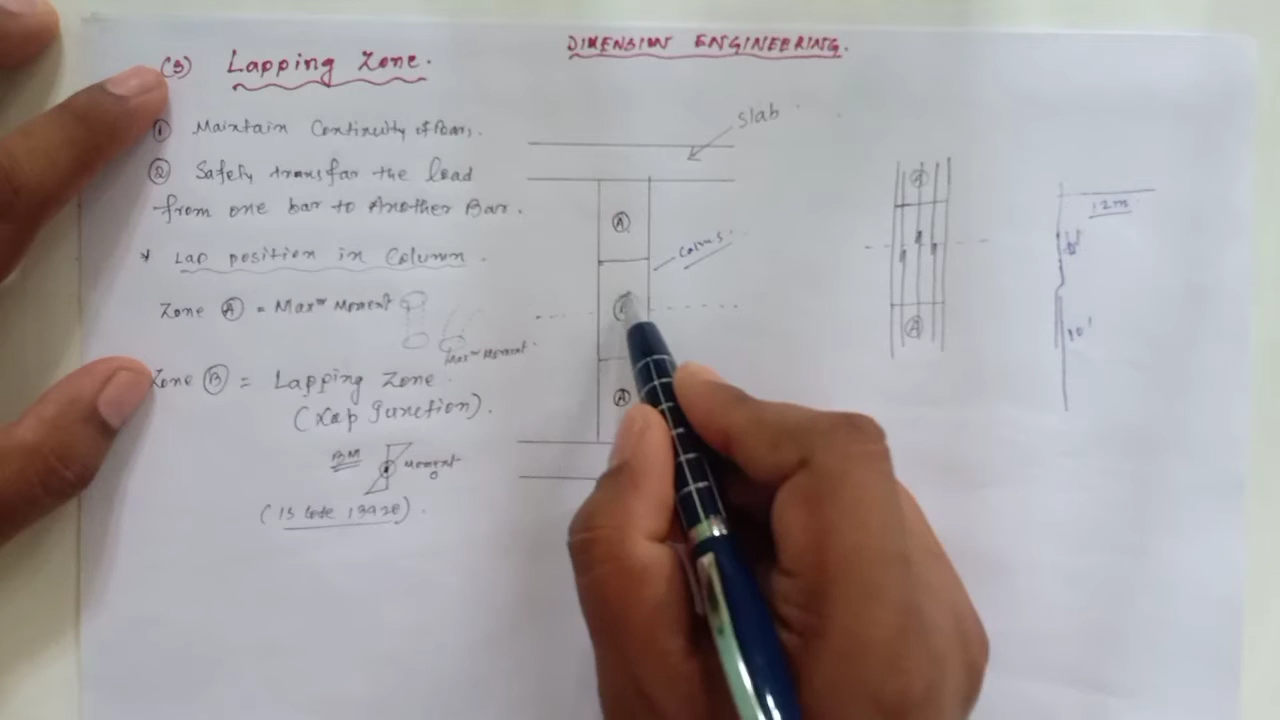 DIMENSION ENGINEERING.
(3) Lapping Zone.
① Maintain Continuity of Bars.
② Safely transfar the load
from one bar to Another Bar.
* Lap position in Column.
Zone Ⓐ = Maxm Moment
Maxm Moment
Zone Ⓑ = Lapping Zone.
(Lap Junction).
BM
Moment
0
(IS Code 13920).
Slab
Ⓐ
Ⓐ
Ⓐ
Ⓐ
12m
10'